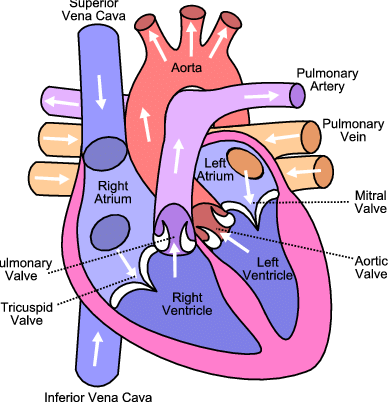 Superior
Vena Cava
Aorta
Pulmonary
Artery
Pulmonary
Vein
Left
Atrium
Right
Atrium
Mitral
Valve
ulmonary
Valve
Aortic
Valve
Left
Ventricle
Tricuspid
Valve
Right
Ventricle
Inferior Vena Cava